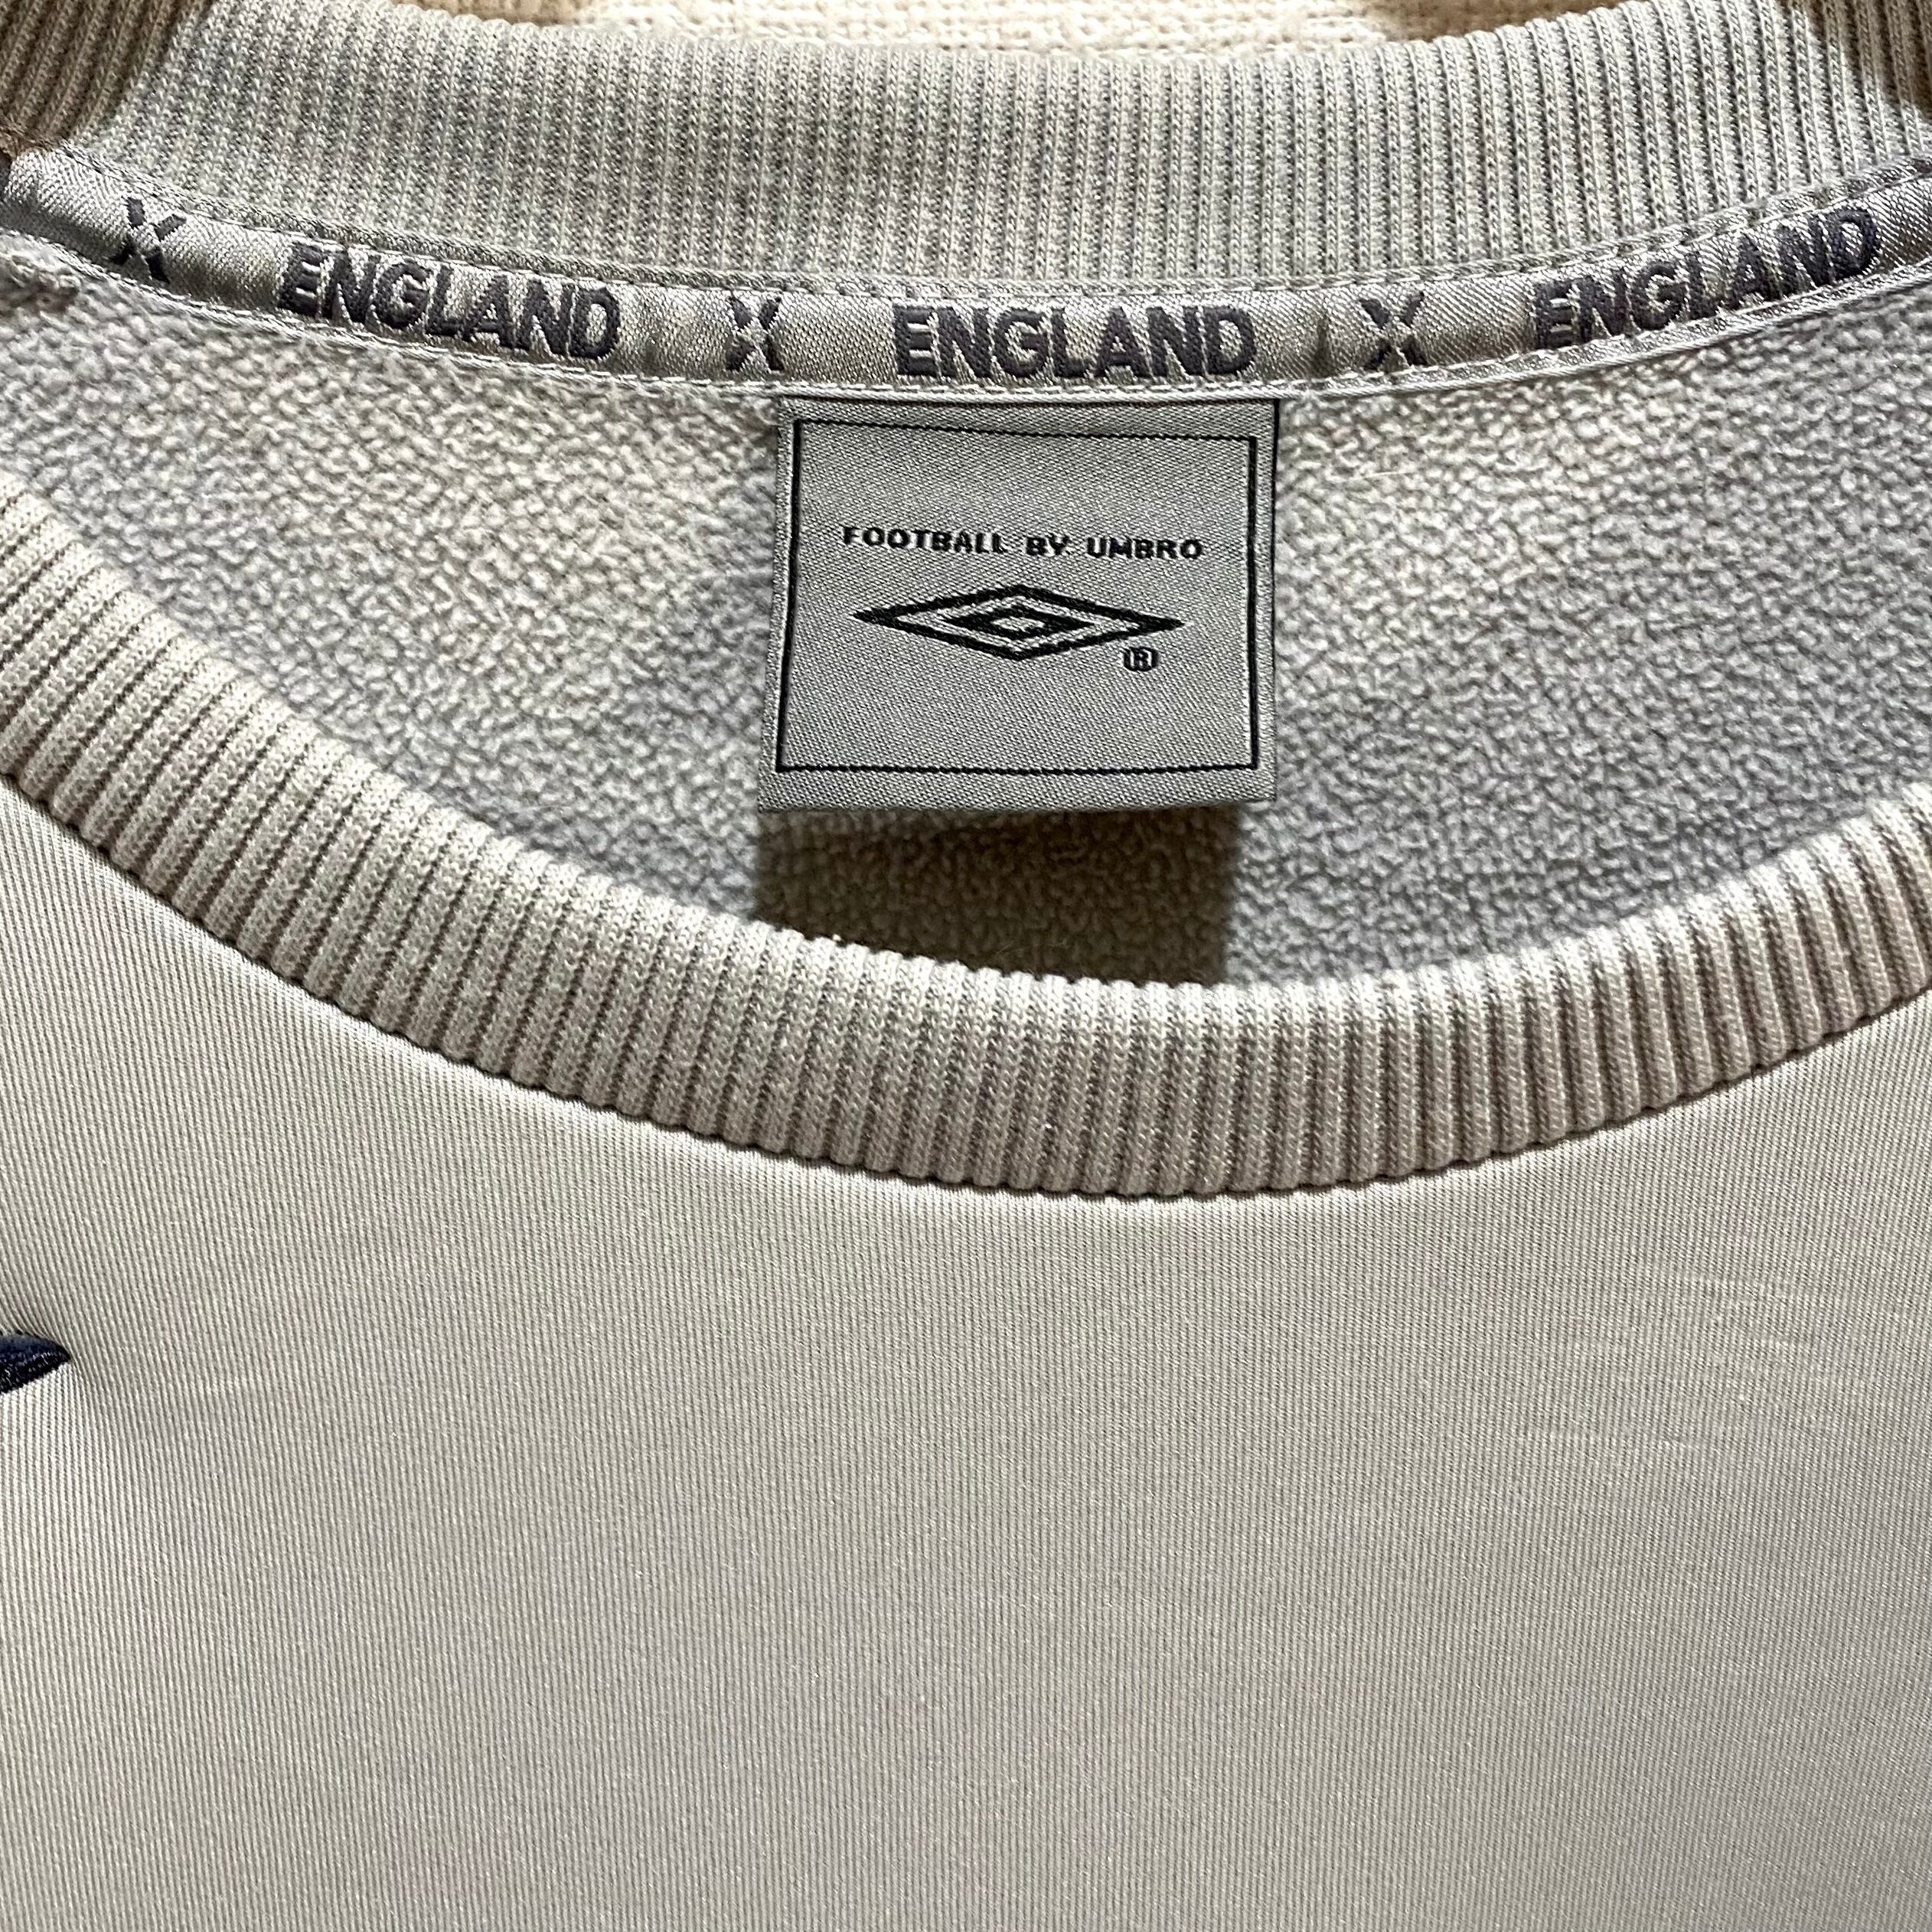 X ENGLAND X ENGLAND X ENGLAND
FOOTBALL BY UMBRO
®